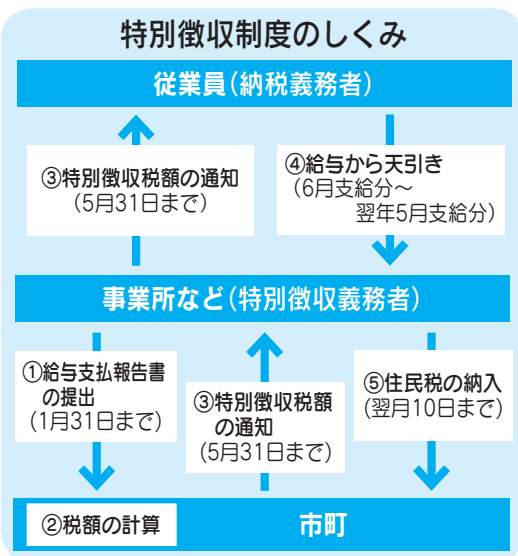 特別徴収制度のしくみ
従業員(納税義務者)
③特別徴収税額の通知
(5月31日まで)
④給与から天引き
(6月支給分～
翌年5月支給分)
事業所など(特別徴収義務者)
①給与支払報告書
の提出
(1月31日まで)
③特別徴収税額
の通知
(5月31日まで)
⑤住民税の納入
(翌月10日まで)
②税額の計算
市町